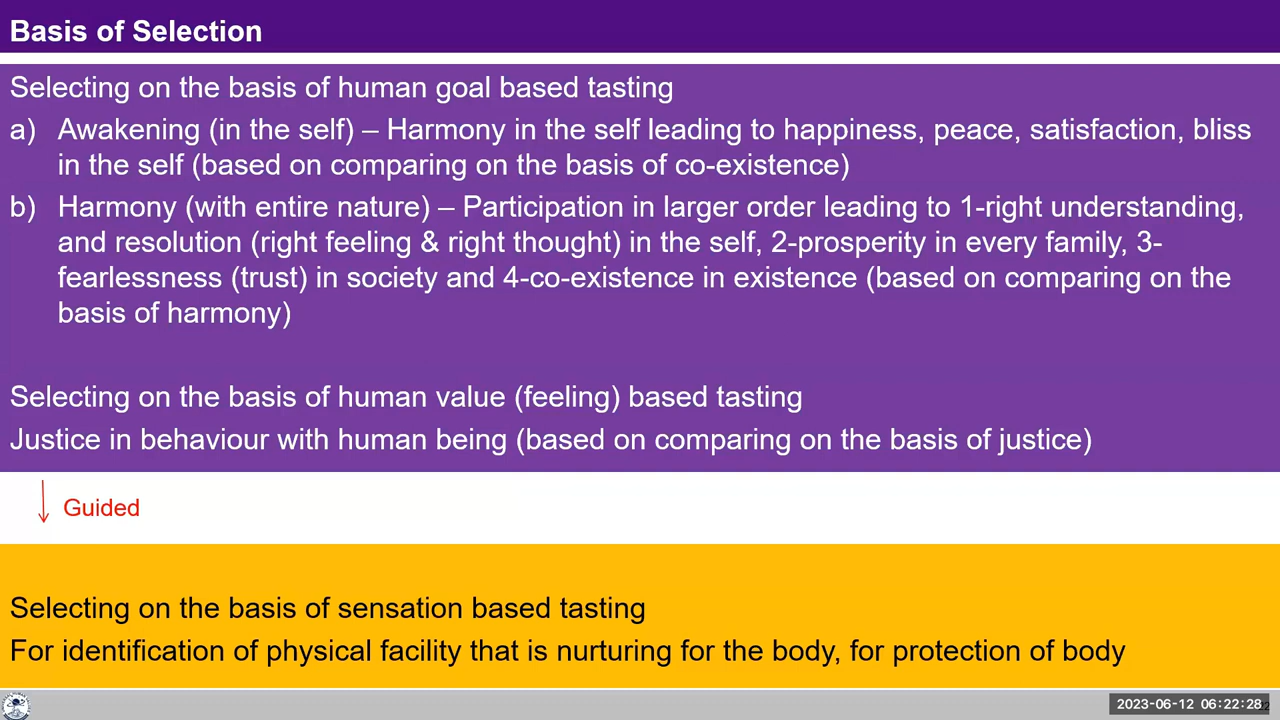 Basis of Selection
Selecting on the basis of human goal based tasting
a) Awakening (in the self) – Harmony in the self leading to happiness, peace, satisfaction, bliss
in the self (based on comparing on the basis of co-existence)
b) Harmony (with entire nature) – Participation in larger order leading to 1-right understanding,
and resolution (right feeling & right thought) in the self, 2-prosperity in every family, 3-
fearlessness (trust) in society and 4-co-existence in existence (based on comparing on the
basis of harmony)
Selecting on the basis of human value (feeling) based tasting
Justice in behaviour with human being (based on comparing on the basis of justice)
Guided
Selecting on the basis of sensation based tasting
For identification of physical facility that is nurturing for the body, for protection of body
2023-06-12 06:22:28